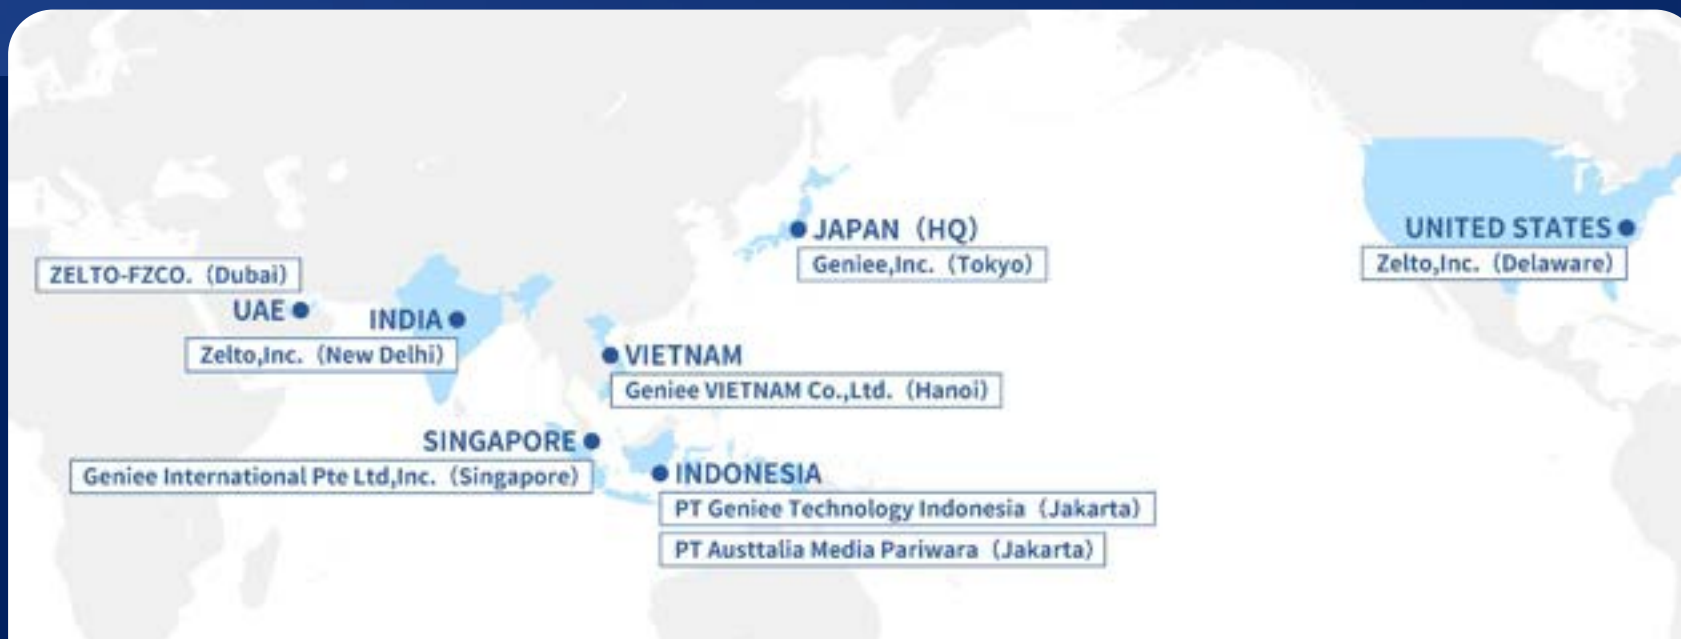 JAPAN（HQ）
Geniee,Inc.（Tokyo）
UNITED STATES
Zelto,Inc.（Delaware）
ZELTO-FZCO.（Dubai）
UAE
INDIA
Zelto,Inc.（New Delhi）
VIETNAM
Geniee VIETNAM Co.,Ltd.（Hanoi）
SINGAPORE
Geniee International Pte Ltd,Inc.（Singapore）
INDONESIA
PT Geniee Technology Indonesia（Jakarta）
PT Austtalia Media Pariwara（Jakarta）